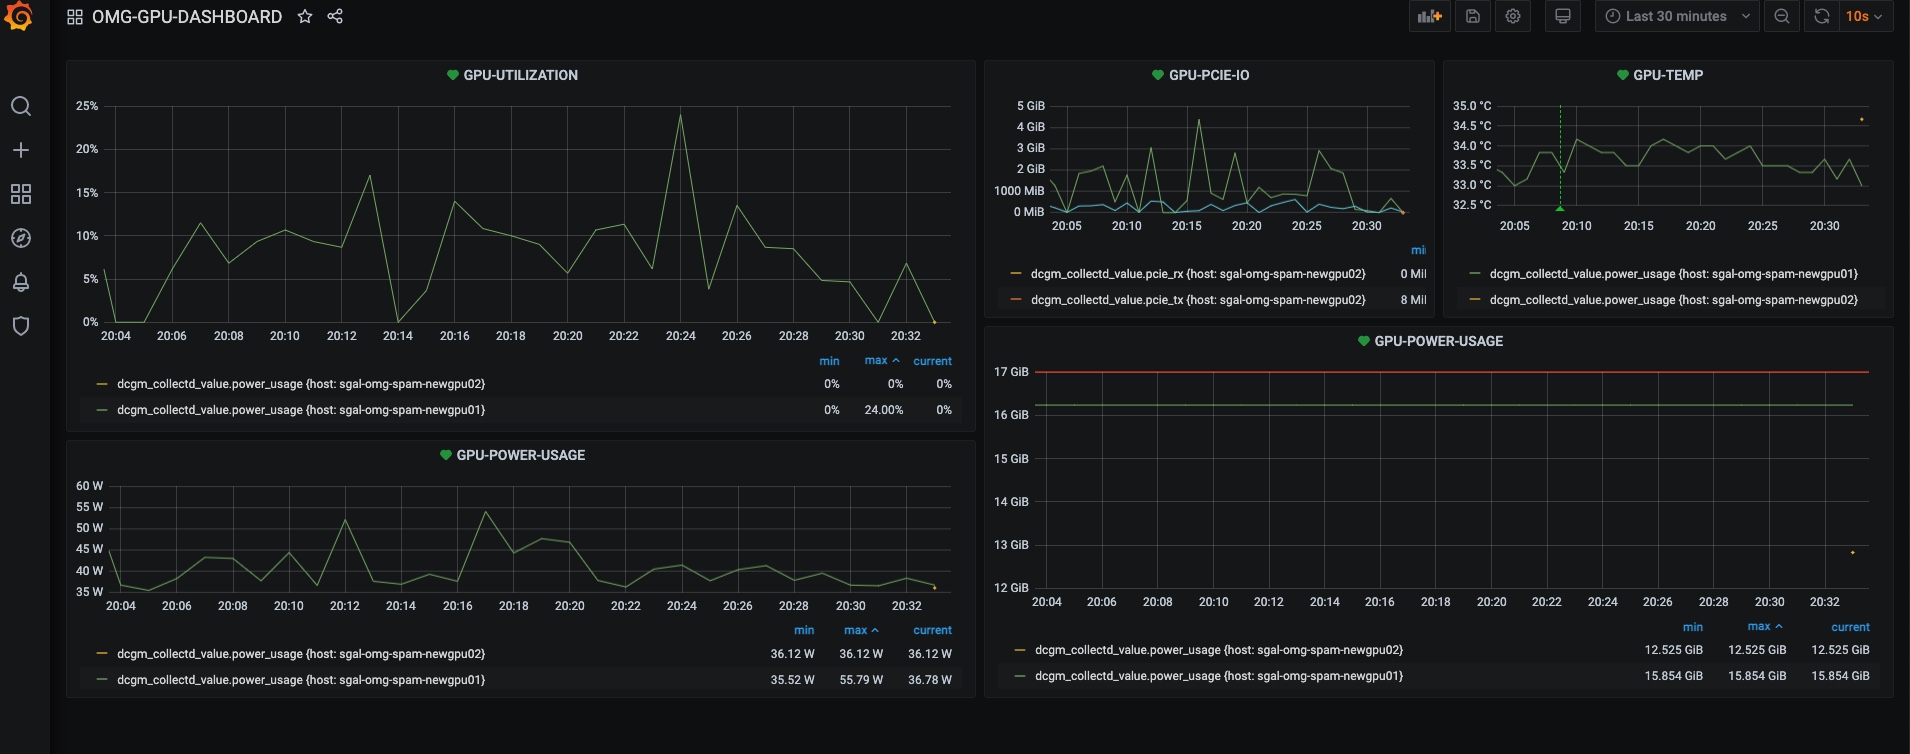 OMG-GPU-DASHBOARD
Last 30 minutes
10s
GPU-UTILIZATION
25%
20%
15%
10%
5%
0%
20:04 20:06 20:08 20:10 20:12 20:14 20:16 20:18 20:20 20:22 20:24 20:26 20:28 20:30 20:32
min max current
dcgm_collectd_value.power_usage {host: sgal-omg-spam-newgpu02} 0% 0% 0%
dcgm_collectd_value.power_usage {host: sgal-omg-spam-newgpu01} 0% 24.00% 0%
GPU-PCIE-IO
5 GiB
4 GiB
3 GiB
2 GiB
1000 MiB
0 MiB
20:05 20:10 20:15 20:20 20:25 20:30
mi
dcgm_collectd_value.pcie_rx {host: sgal-omg-spam-newgpu02} 0 Mi
dcgm_collectd_value.pcie_tx {host: sgal-omg-spam-newgpu02} 8 Mi
GPU-TEMP
35.0 °C
34.5 °C
34.0 °C
33.5 °C
33.0 °C
32.5 °C
20:05 20:10 20:15 20:20 20:25 20:30
dcgm_collectd_value.power_usage {host: sgal-omg-spam-newgpu01}
dcgm_collectd_value.power_usage {host: sgal-omg-spam-newgpu02}
GPU-POWER-USAGE
60 W
55 W
50 W
45 W
40 W
35 W
20:04 20:06 20:08 20:10 20:12 20:14 20:16 20:18 20:20 20:22 20:24 20:26 20:28 20:30 20:32
min max current
dcgm_collectd_value.power_usage {host: sgal-omg-spam-newgpu02} 36.12 W 36.12 W 36.12 W
dcgm_collectd_value.power_usage {host: sgal-omg-spam-newgpu01} 35.52 W 55.79 W 36.78 W
GPU-POWER-USAGE
17 GiB
16 GiB
15 GiB
14 GiB
13 GiB
12 GiB
20:04 20:06 20:08 20:10 20:12 20:14 20:16 20:18 20:20 20:22 20:24 20:26 20:28 20:30 20:32
min max current
dcgm_collectd_value.power_usage {host: sgal-omg-spam-newgpu02} 12.525 GiB 12.525 GiB 12.525 GiB
dcgm_collectd_value.power_usage {host: sgal-omg-spam-newgpu01} 15.854 GiB 15.854 GiB 15.854 GiB